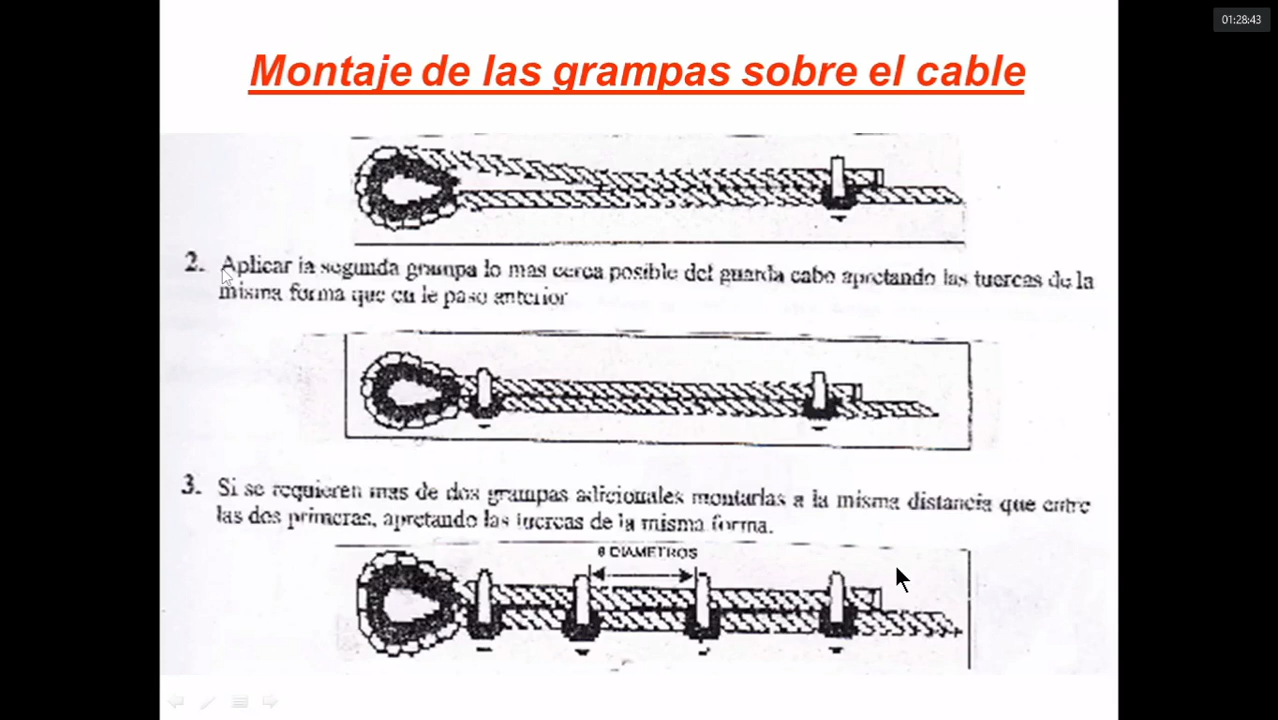 01:28:43
Montaje de las grampas sobre el cable
2. Aplicar la segunda grampa lo mas cerca posible del guarda cabo apretando las tuercas de la
misma forma que en le paso anterior
3. Si se requieren mas de dos grampas adicionales montarlas a la misma distancia que entre
las dos primeras, apretando las tuercas de la misma forma.
6 DIAMETROS